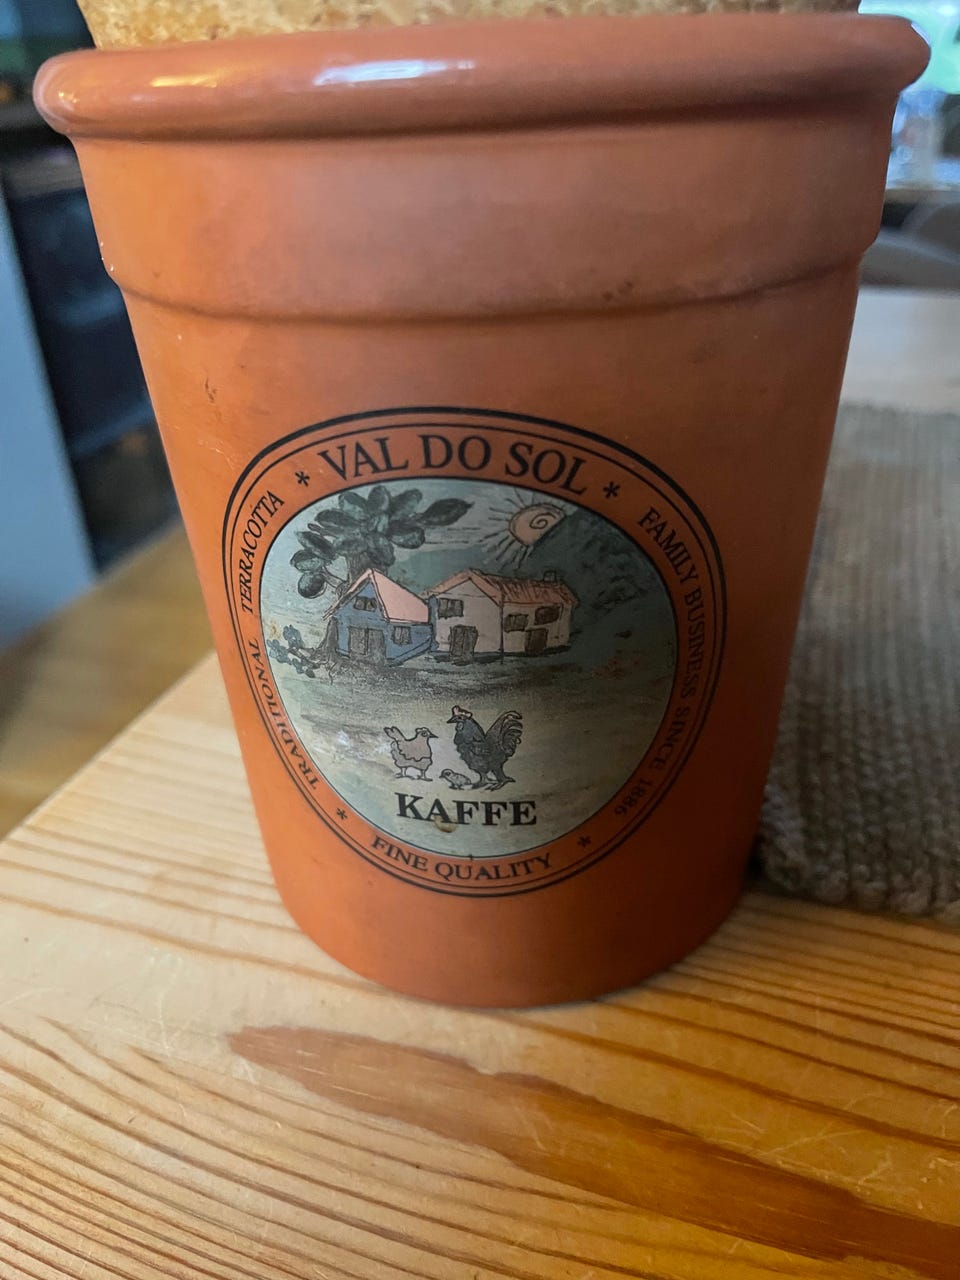 * VAL DO SOL *
FAMILY BUSINESS SINCE 1886
* FINE QUALITY *
TRADITIONAL TERRACOTTA
KAFFE